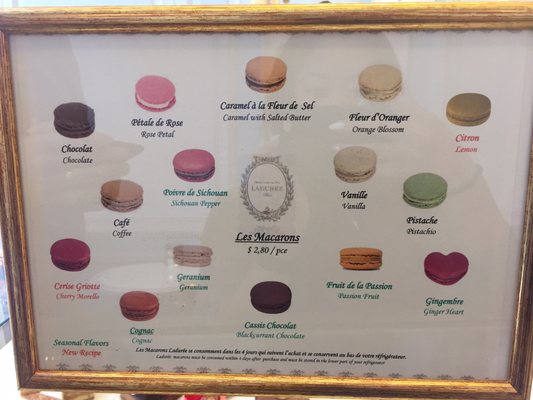 Caramel à la Fleur de Sel
Caramel with Salted Butter
Pétale de Rose
Rose Petal
Fleur d'Oranger
Orange Blossom
Citron
Lemon
Chocolat
Chocolate
Poivre de Sichouan
Sichouan Pepper
LADURÉE
Paris
Vanille
Vanilla
Pistache
Pistachio
Café
Coffee
Les Macarons
$ 2,80 / pce
Cerise Griotte
Cherry Morello
Geranium
Geranium
Fruit de la Passion
Passion Fruit
Gingembre
Ginger Heart
Cognac
Cognac
Cassis Chocolat
Blackcurrant Chocolate
Seasonal Flavors
New Recipe
Les Macarons Ladurée se consomment dans les 4 jours qui suivent l'achat et se conservent au bas de votre réfrigérateur.
Ladurée macarons must be consumed within 4 days after purchase and must be stored in the lower part of your refrigerator